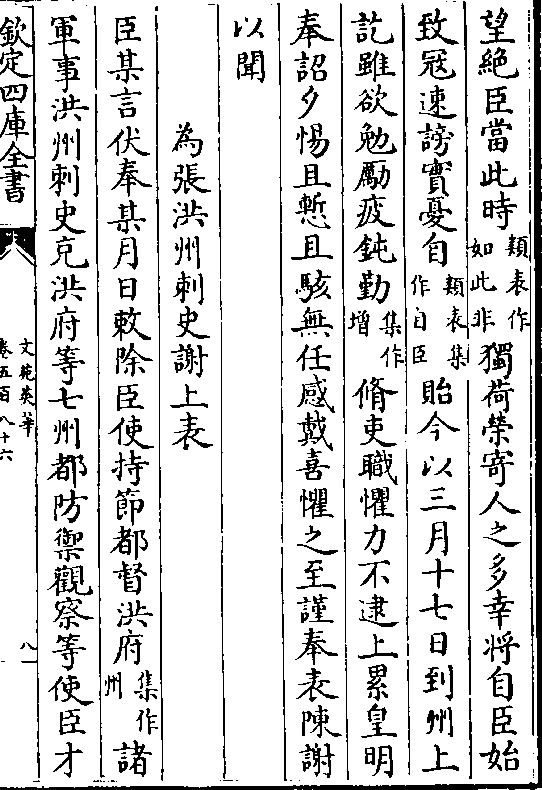 望絶臣當此時類表作如此非獨荷榮寄人之多幸将自臣始
致冦速謗實憂自類表集作自臣貽今以三月十七日到州上
訖雖欲勉勵疲鈍勤集作增脩吏職懼力不逮上累皇明
奉詔夕惕且慙且駭無任感戴喜懼之至謹奉表陳謝
以聞
為張洪州刺史謝上表
臣某言伏奉某月日敕除臣使持節都督洪府集作州諸
軍事洪州刺史充洪府等七州都防禦觀察等使臣才
欽定四庫全書
文苑英華
卷五百八十六
八